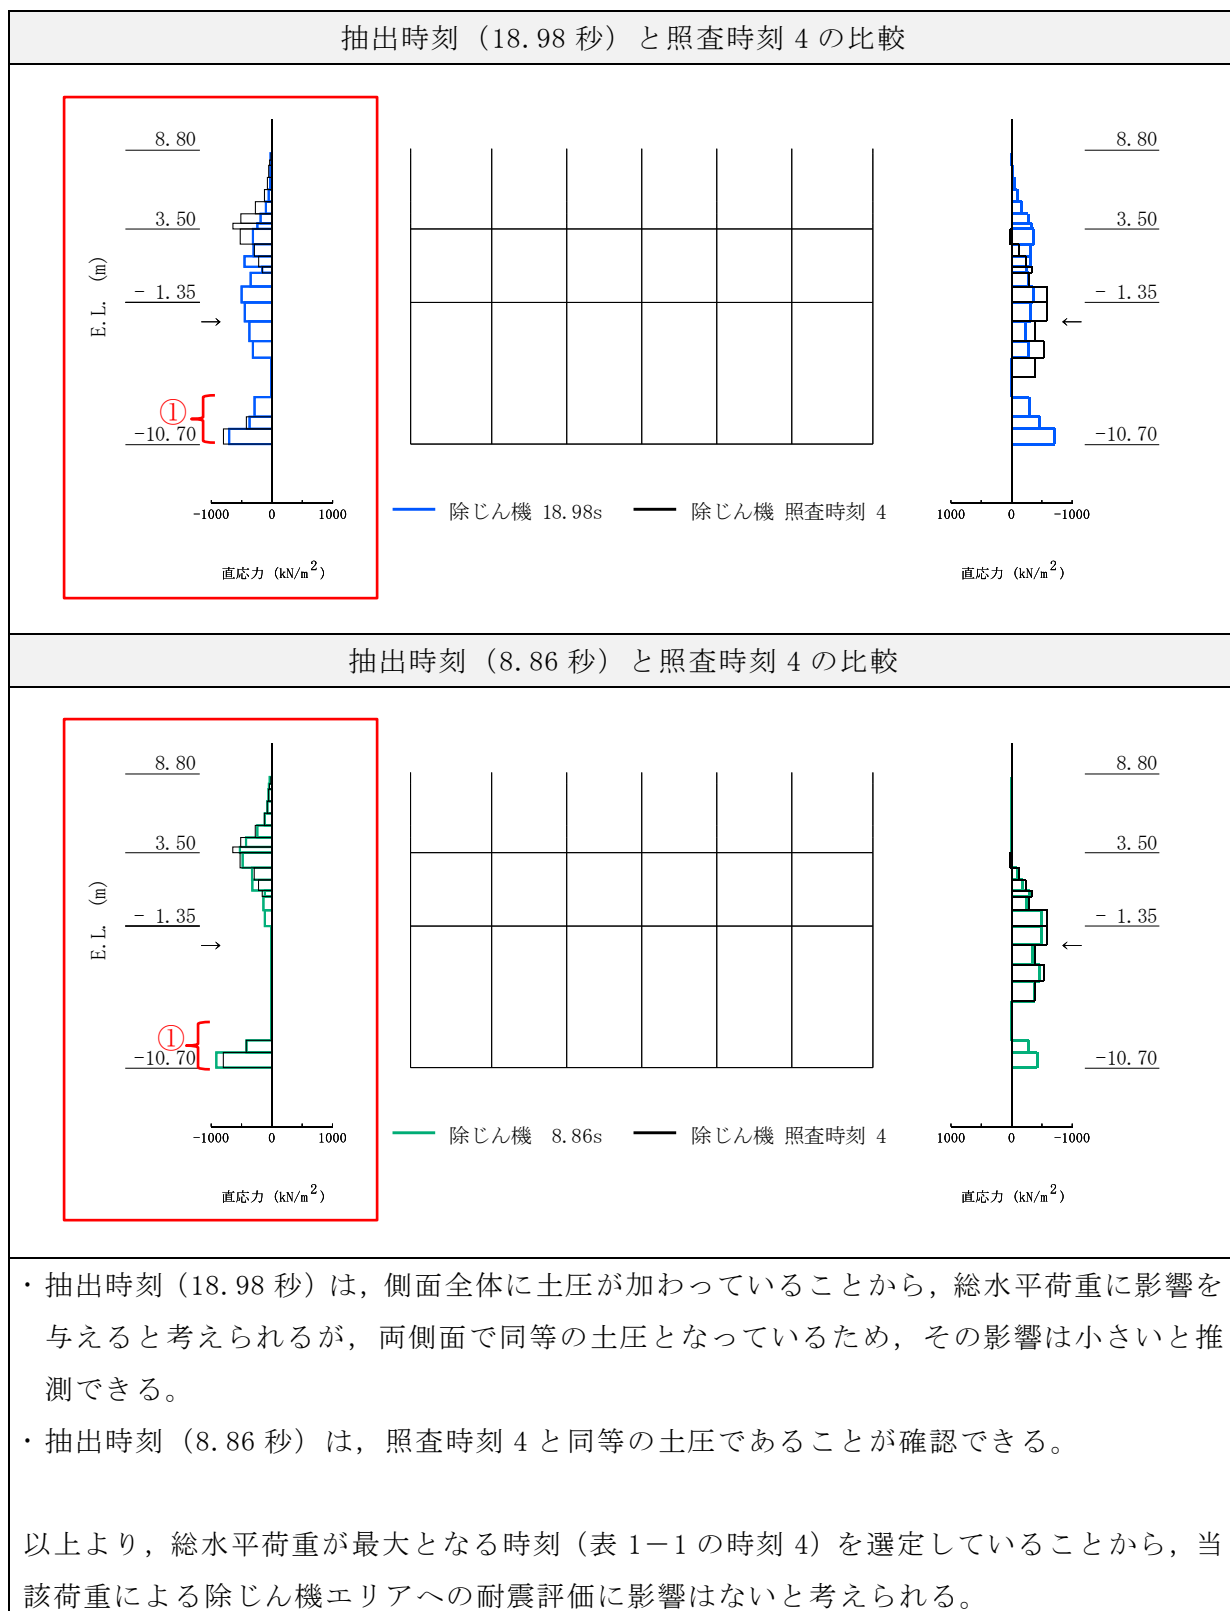 抽出時刻（18.98 秒）と照査時刻 4 の比較
8.80
3.50
- 1.35
-10.70
E.L. (m)
→
①
-1000 0 1000
直応力 (kN/m²)
除じん機 18.98s
除じん機 照査時刻 4
8.80
3.50
- 1.35
←
-10.70
1000 0 -1000
直応力 (kN/m²)
抽出時刻（8.86 秒）と照査時刻 4 の比較
8.80
3.50
- 1.35
-10.70
E.L. (m)
→
①
-1000 0 1000
直応力 (kN/m²)
除じん機 8.86s
除じん機 照査時刻 4
8.80
3.50
- 1.35
←
-10.70
1000 0 -1000
直応力 (kN/m²)
・抽出時刻（18.98 秒）は，側面全体に土圧が加わっていることから，総水平荷重に影響を
与えると考えられるが，両側面で同等の土圧となっているため，その影響は小さいと推
測できる。
・抽出時刻（8.86 秒）は，照査時刻 4 と同等の土圧であることが確認できる。
以上より，総水平荷重が最大となる時刻（表 1－1 の時刻 4）を選定していることから，当
該荷重による除じん機エリアへの耐震評価に影響はないと考えられる。